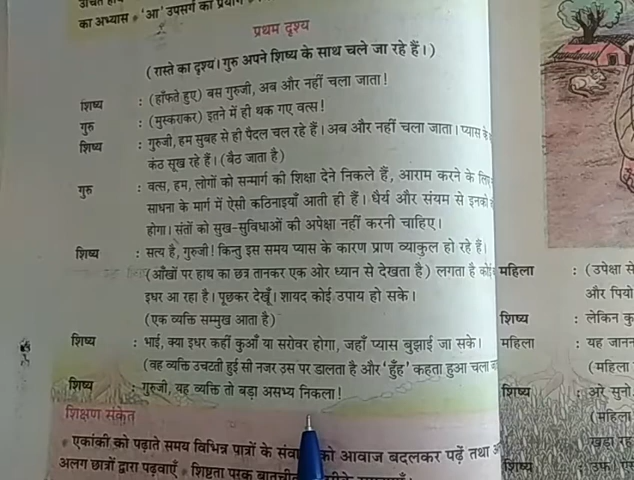 का अभ्यास * 'आ' उपसर्ग का प्रयोग
प्रथम दृश्य
(रास्ते का दृश्य। गुरु अपने शिष्य के साथ चले जा रहे हैं।)
शिष्य : (हाँफते हुए) बस गुरुजी, अब और नहीं चला जाता!
गुरु : (मुस्कराकर) इतने में ही थक गए वत्स!
शिष्य : गुरुजी, हम सुबह से ही पैदल चल रहे हैं। अब और नहीं चला जाता। प्यास के
कंठ सूख रहे हैं। (बैठ जाता है)
गुरु : वत्स, हम, लोगों को सन्मार्ग की शिक्षा देने निकले हैं, आराम करने के लिए
साधना के मार्ग में ऐसी कठिनाइयाँ आती ही हैं। धैर्य और संयम से इनको
होगा। संतों को सुख-सुविधाओं की अपेक्षा नहीं करनी चाहिए।
शिष्य : सत्य है, गुरुजी! किन्तु इस समय प्यास के कारण प्राण व्याकुल हो रहे हैं।
(आँखों पर हाथ का छत्र तानकर एक ओर ध्यान से देखता है) लगता है कोई
इधर आ रहा है। पूछकर देखूँ। शायद कोई उपाय हो सके।
(एक व्यक्ति सम्मुख आता है)
शिष्य : भाई, क्या इधर कहीं कुआँ या सरोवर होगा, जहाँ प्यास बुझाई जा सके।
(वह व्यक्ति उचटती हुई सी नजर उस पर डालता है और 'हुँह' कहता हुआ चला
शिष्य : गुरुजी, यह व्यक्ति तो बड़ा असभ्य निकला!
शिक्षण संकेत
* एकांकी को पढ़ाते समय विभिन्न पात्रों के को आवाज बदलकर पढ़ें तथा
अलग छात्रों द्वारा पढ़वाएँ * शिष्टता परक
महिला : (उपेक्षा से
और पियो
शिष्य : लेकिन
महिला : यह जानन
(महिला
शिष्य : अरे सुनो
(महिला
खड़ा रह
शिष्य : उफ!